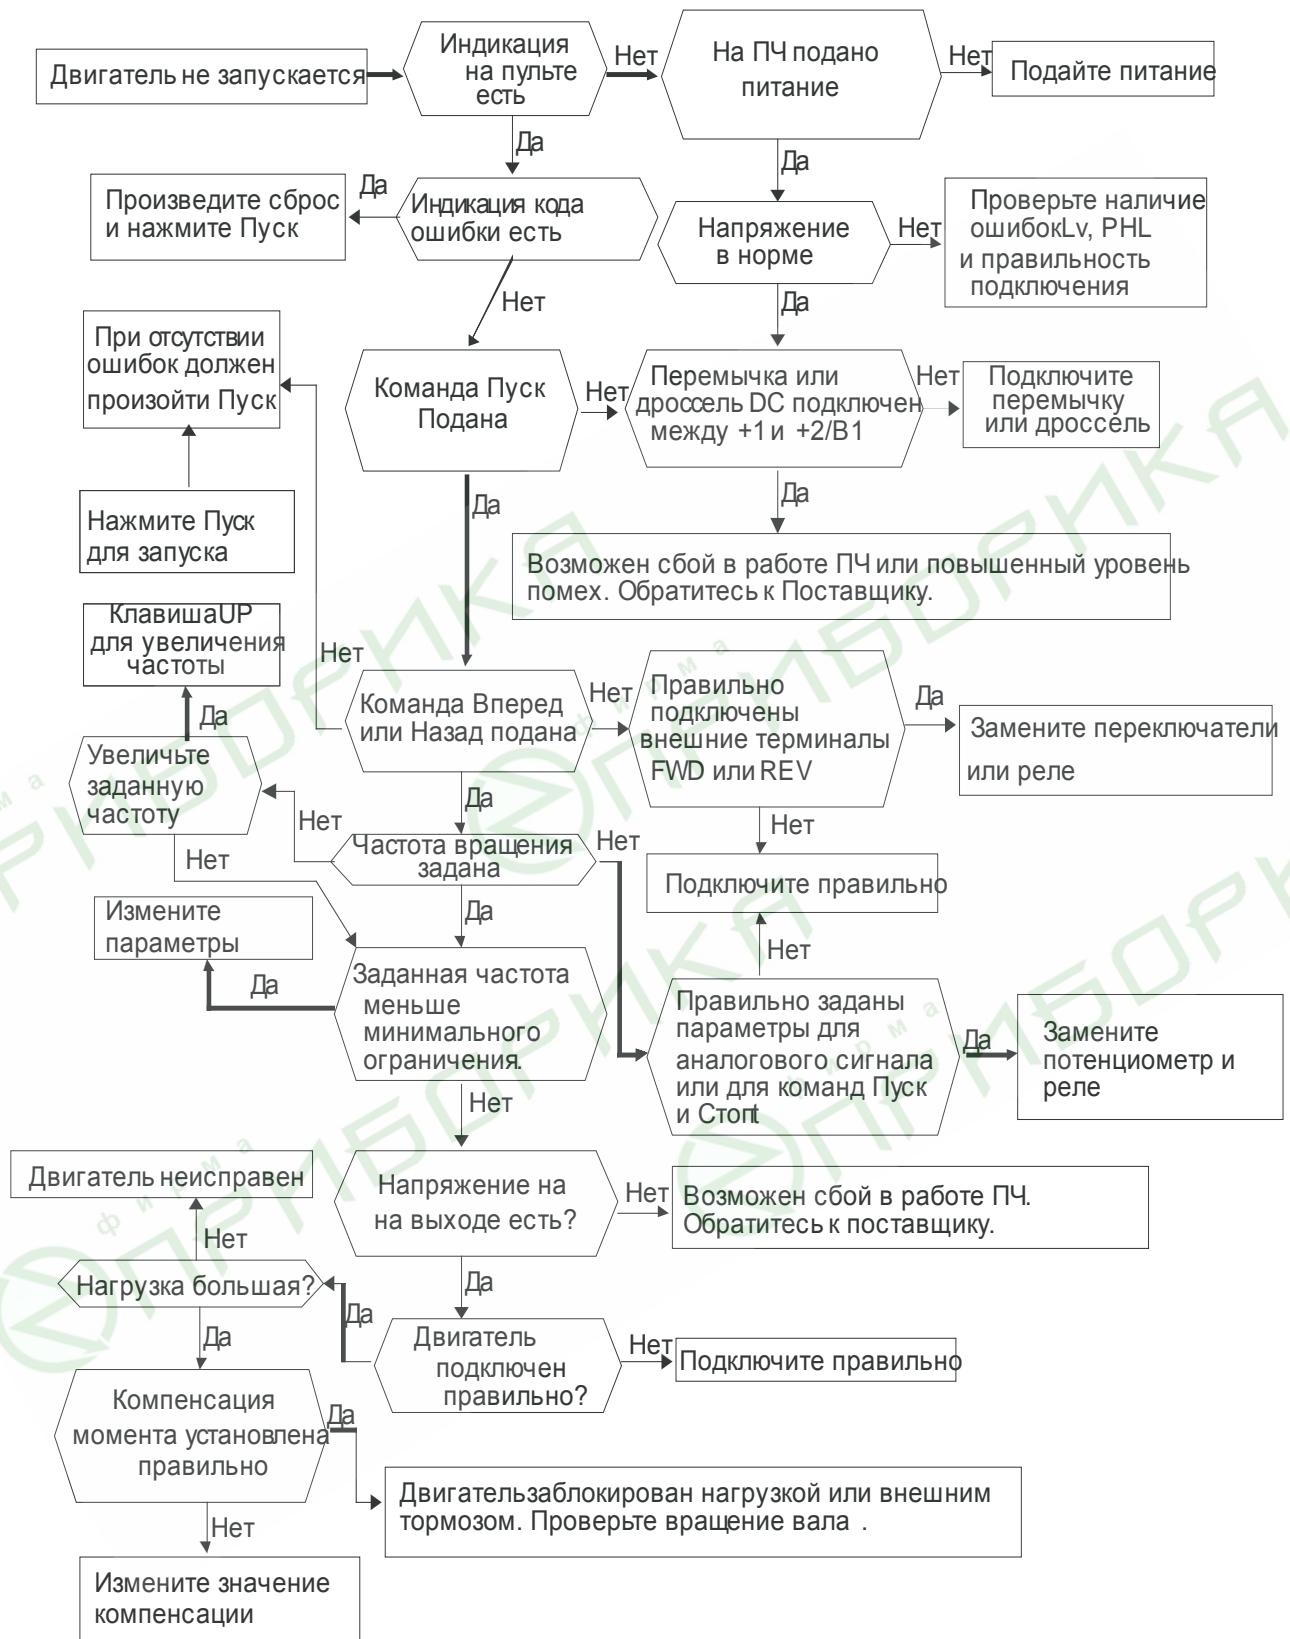 Двигатель не запускается
Индикация
на пульте
есть
Нет
На ПЧ подано
питание
Нет
Подайте питание
Да
Да
Произведите сброс
и нажмите Пуск
Да
Индикация кода
ошибки есть
Напряжение
в норме
Нет
Проверьте наличие
ошибокLv, PHL
и правильность
подключения
Нет
Да
При отсутствии
ошибок должен
произойти Пуск
Команда Пуск
Подана
Нет
Перемычка или
дроссель DC подключен
между +1 и +2/B1
Нет
Подключите
перемычку
или дроссель
Да
Да
Нажмите Пуск
для запуска
Возможен сбой в работе ПЧ или повышенный уровень
помех. Обратитесь к Поставщику.
КлавишаUP
для увеличения
частоты
Нет
Команда Вперед
или Назад подана
Нет
Правильно
подключены
внешние терминалы
FWD или REV
Да
Замените переключатели
или реле
Да
Увеличьте
заданную
частоту
Да
Нет
Нет
Частота вращения
задана
Нет
Нет
Подключите правильно
Да
Нет
Измените
параметры
Да
Заданная частота
меньше
минимального
ограничения.
Правильно заданы
параметры для
аналогового сигнала
или для команд Пуск
и Стопt
Да
Замените
потенциометр и
реле
Нет
Двигатель неисправен
Напряжение на
на выходе есть?
Нет
Возможен сбой в работе ПЧ.
Обратитесь к поставщику.
Нет
Нагрузка большая?
Да
Да
Да
Двигатель
подключен
правильно?
Нет
Подключите правильно
Компенсация
момента установлена
правильно
Да
Двигательзаблокирован нагрузкой или внешним
тормозом. Проверьте вращение вала .
Нет
Измените значение
компенсации
фирма
ПРИБОРИКА
фирма
ПРИБОРИКА
фирма
ПРИБОРИКА